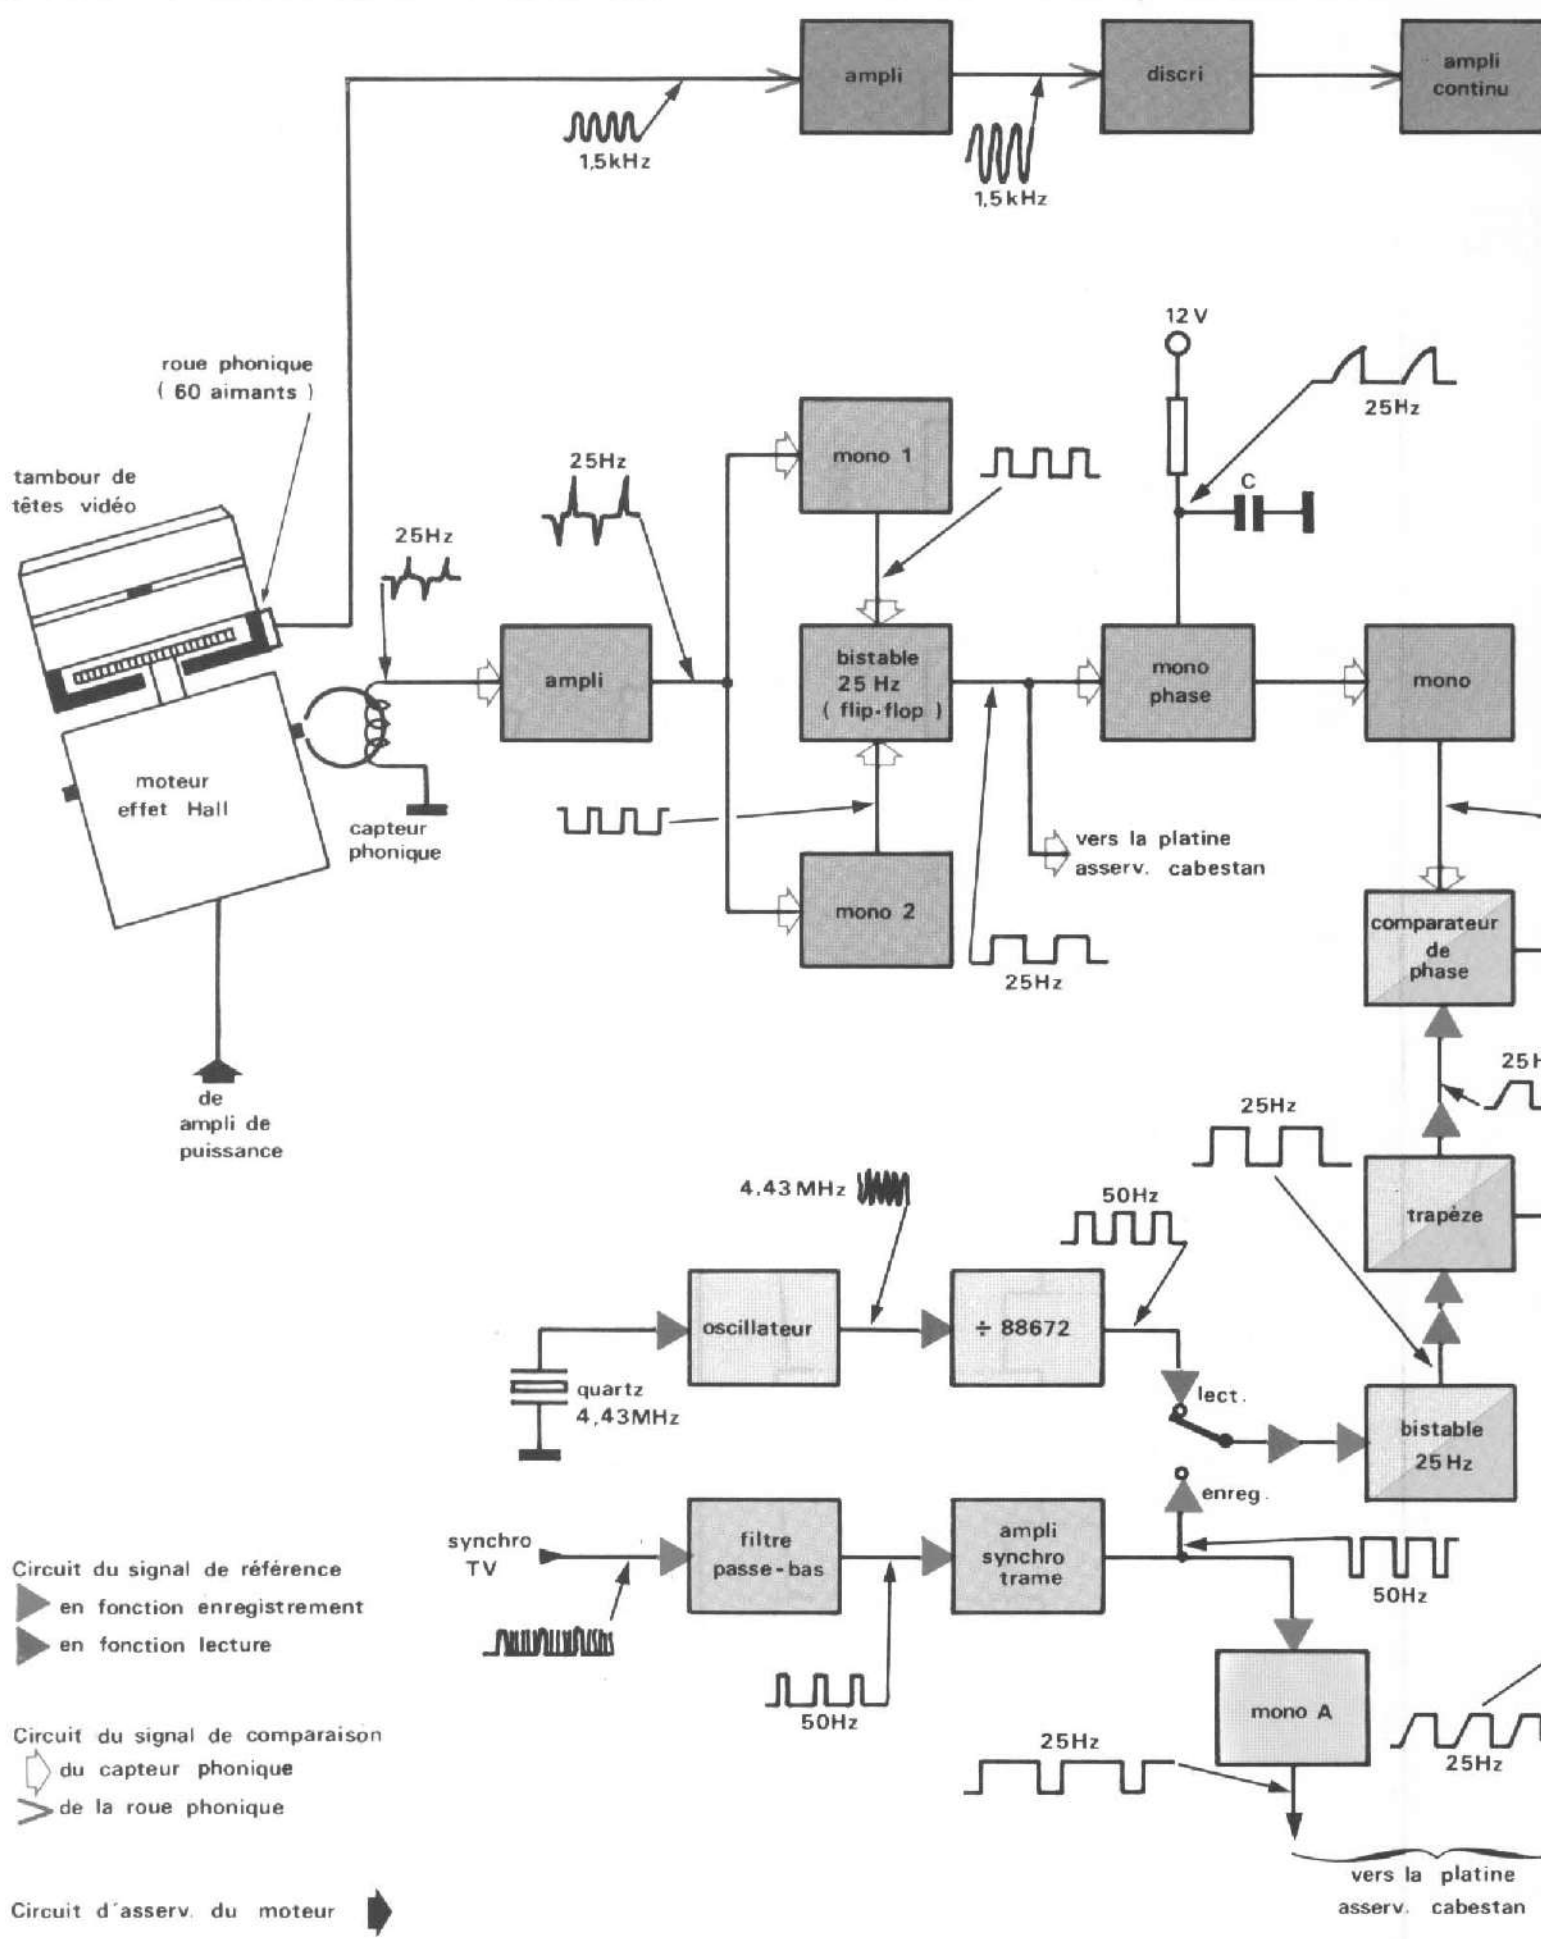 ampli
discri
ampli
continu
1,5kHz
1,5kHz
12V
roue phonique
( 60 aimants )
25Hz
mono 1
25Hz
C
tambour de
têtes vidéo
25Hz
ampli
bistable
25 Hz
( flip-flop )
mono
phase
mono
moteur
effet Hall
capteur
phonique
vers la platine
asserv. cabestan
mono 2
25Hz
comparateur
de
phase
de
ampli de
puissance
25H
25Hz
4,43MHz
50Hz
trapèze
oscillateur
÷ 88672
quartz
4,43MHz
lect.
bistable
25Hz
enreg.
synchro
TV
filtre
passe-bas
ampli
synchro
trame
50Hz
Circuit du signal de référence
en fonction enregistrement
en fonction lecture
50Hz
mono A
25Hz
25Hz
Circuit du signal de comparaison
du capteur phonique
de la roue phonique
vers la platine
asserv. cabestan
Circuit d'asserv. du moteur